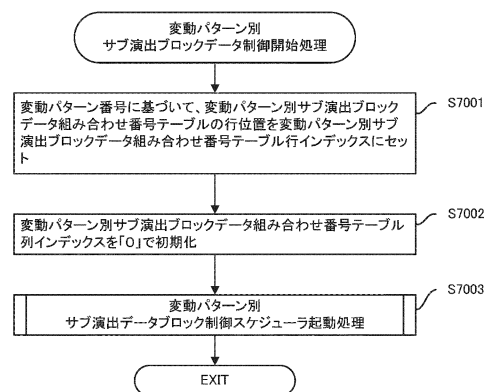 変動パターン別
サブ演出ブロックデータ制御開始処理
S7001
変動パターン番号に基づいて、変動パターン別サブ演出ブロック
データ組み合わせ番号テーブルの行位置を変動パターン別サブ
演出ブロックデータ組み合わせ番号テーブル行インデックスにセッ
ト
S7002
変動パターン別サブ演出ブロックデータ組み合わせ番号テーブル
列インデックスを「0」で初期化
S7003
変動パターン別
サブ演出データブロック制御スケジューラ起動処理
EXIT